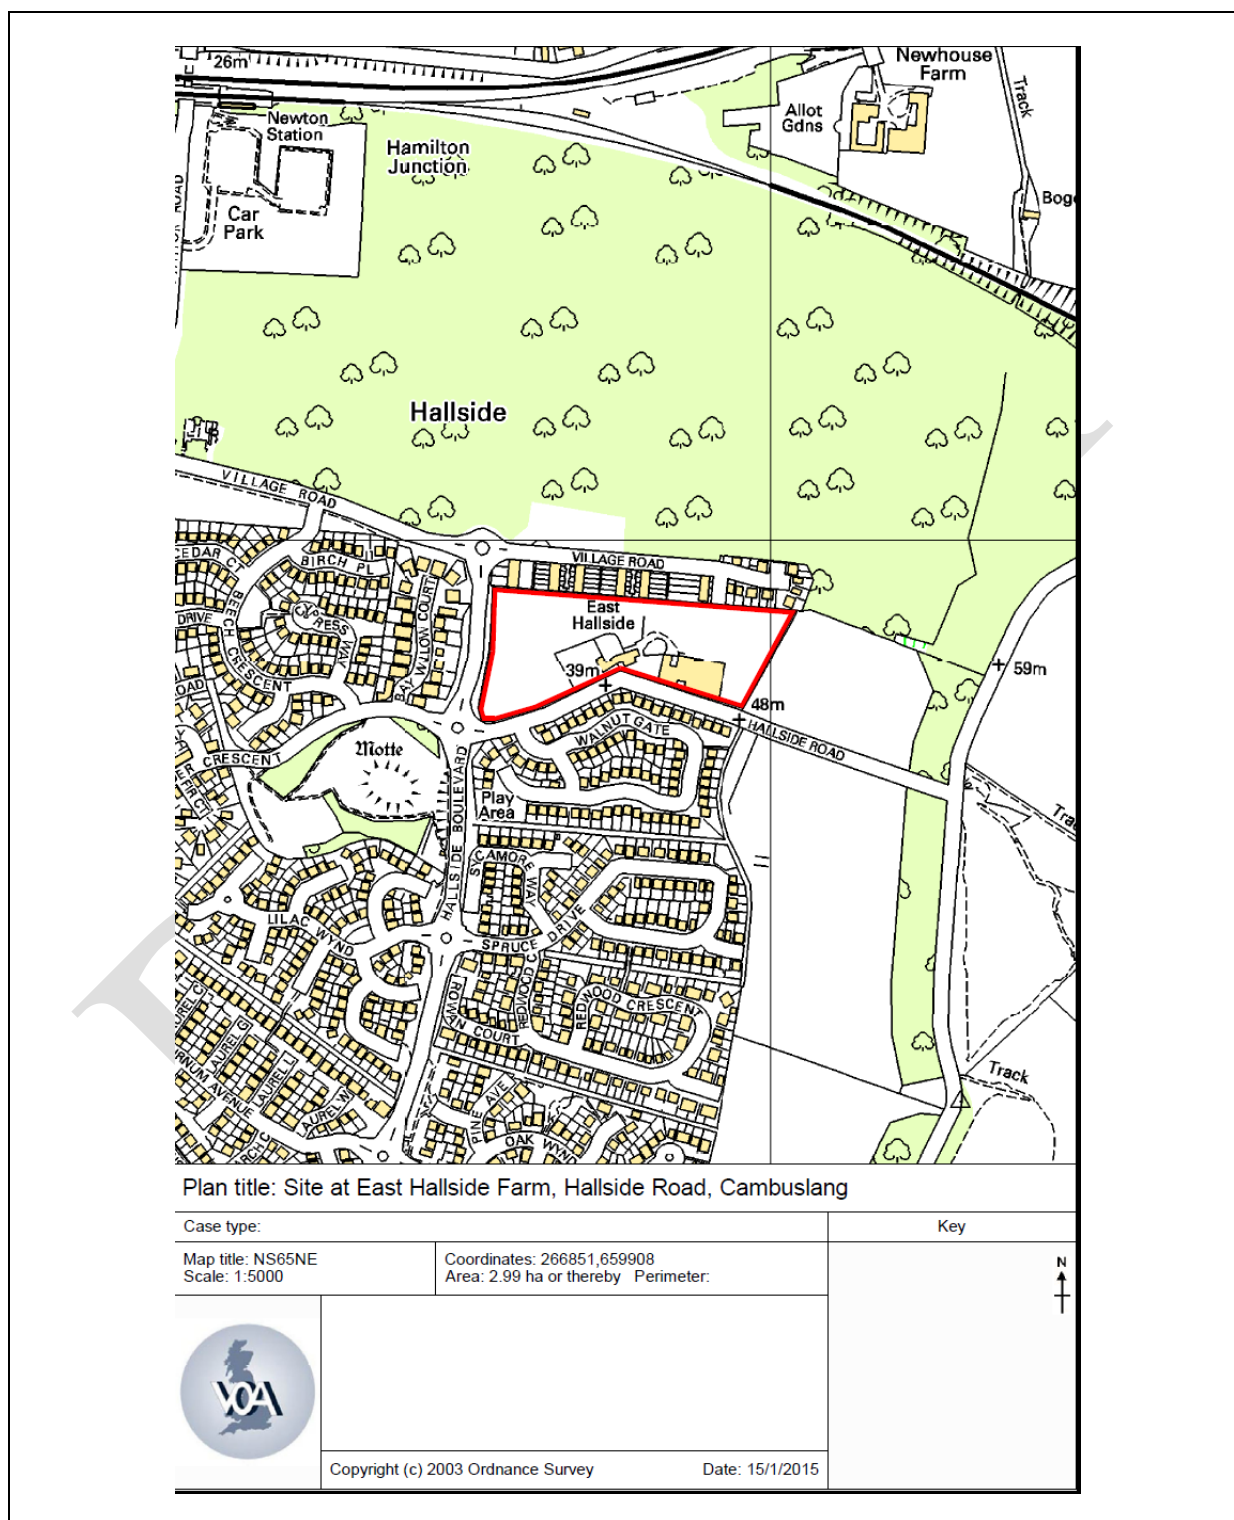 26m
Newton
Station
Car
Park
Hamilton
Junction
Allot
Gdns
Newhouse
Farm
Track
ROAD
Hallside
VILLAGE ROAD
VILLAGE ROAD
BIRCH PL
BEECH CRESCENT
CYPRESS WAY
DRIVE
BAY WILLOW COURT
East
Hallside
39m
48m
59m
HALLSIDE ROAD
WALNUT GATE
CRESCENT
Motte
HALLSIDE BOULEVARD
Play
Area
SYCAMORE WAY
SPRUCE DRIVE
LILAC WYND
REDWOOD CRESCENT
ROWAN COURT
PINE AVE
OAK WYND
AVENUE
LAUREL
LAUREL
Track
Plan title: Site at East Hallside Farm, Hallside Road, Cambuslang
Case type:
Key
Map title: NS65NE
Scale: 1:5000
Coordinates: 266851,659908
Area: 2.99 ha or thereby Perimeter:
N
VOA
Copyright (c) 2003 Ordnance Survey
Date: 15/1/2015